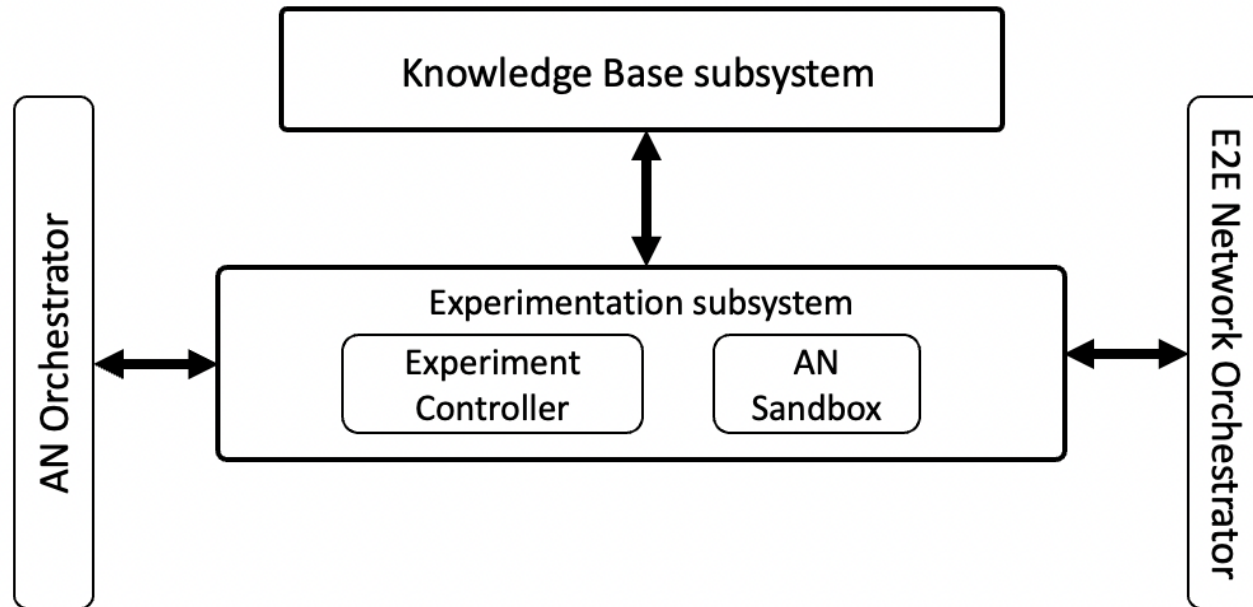 Knowledge Base subsystem
AN Orchestrator
E2E Network Orchestrator
Experimentation subsystem
Experiment
Controller
AN
Sandbox